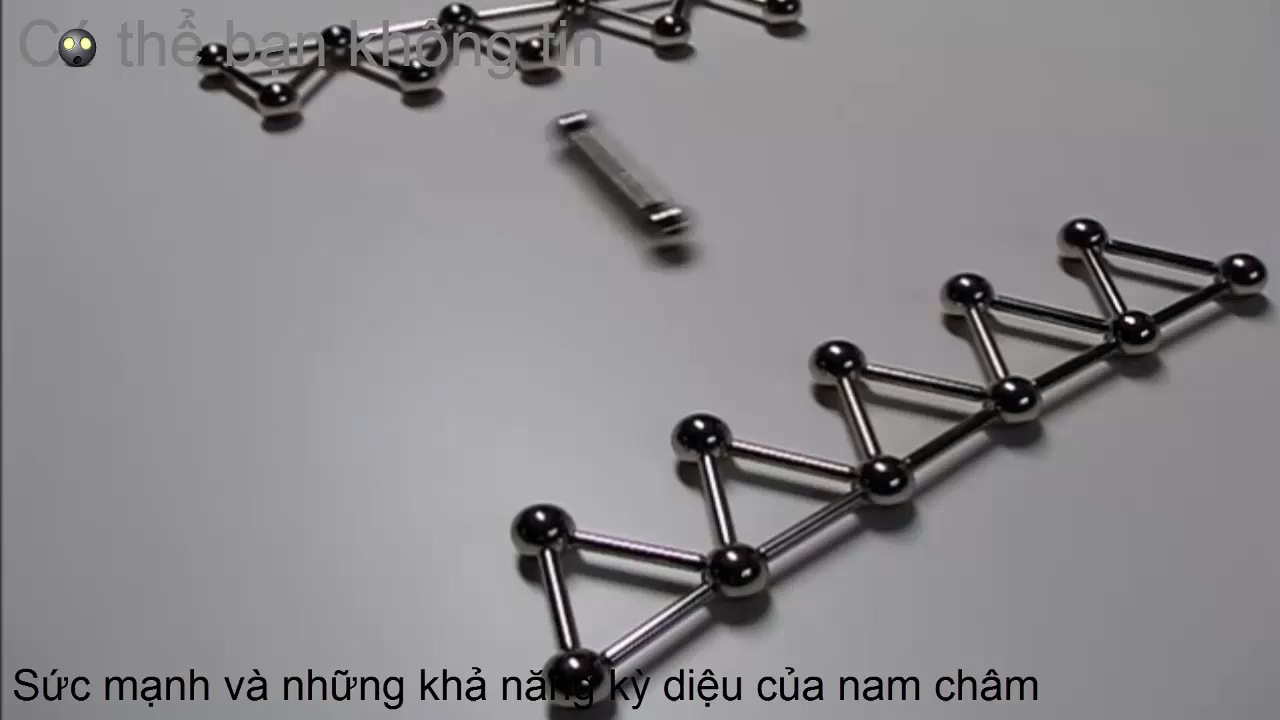 Có thể bạn không tin
Sức mạnh và những khả năng kỳ diệu của nam châm